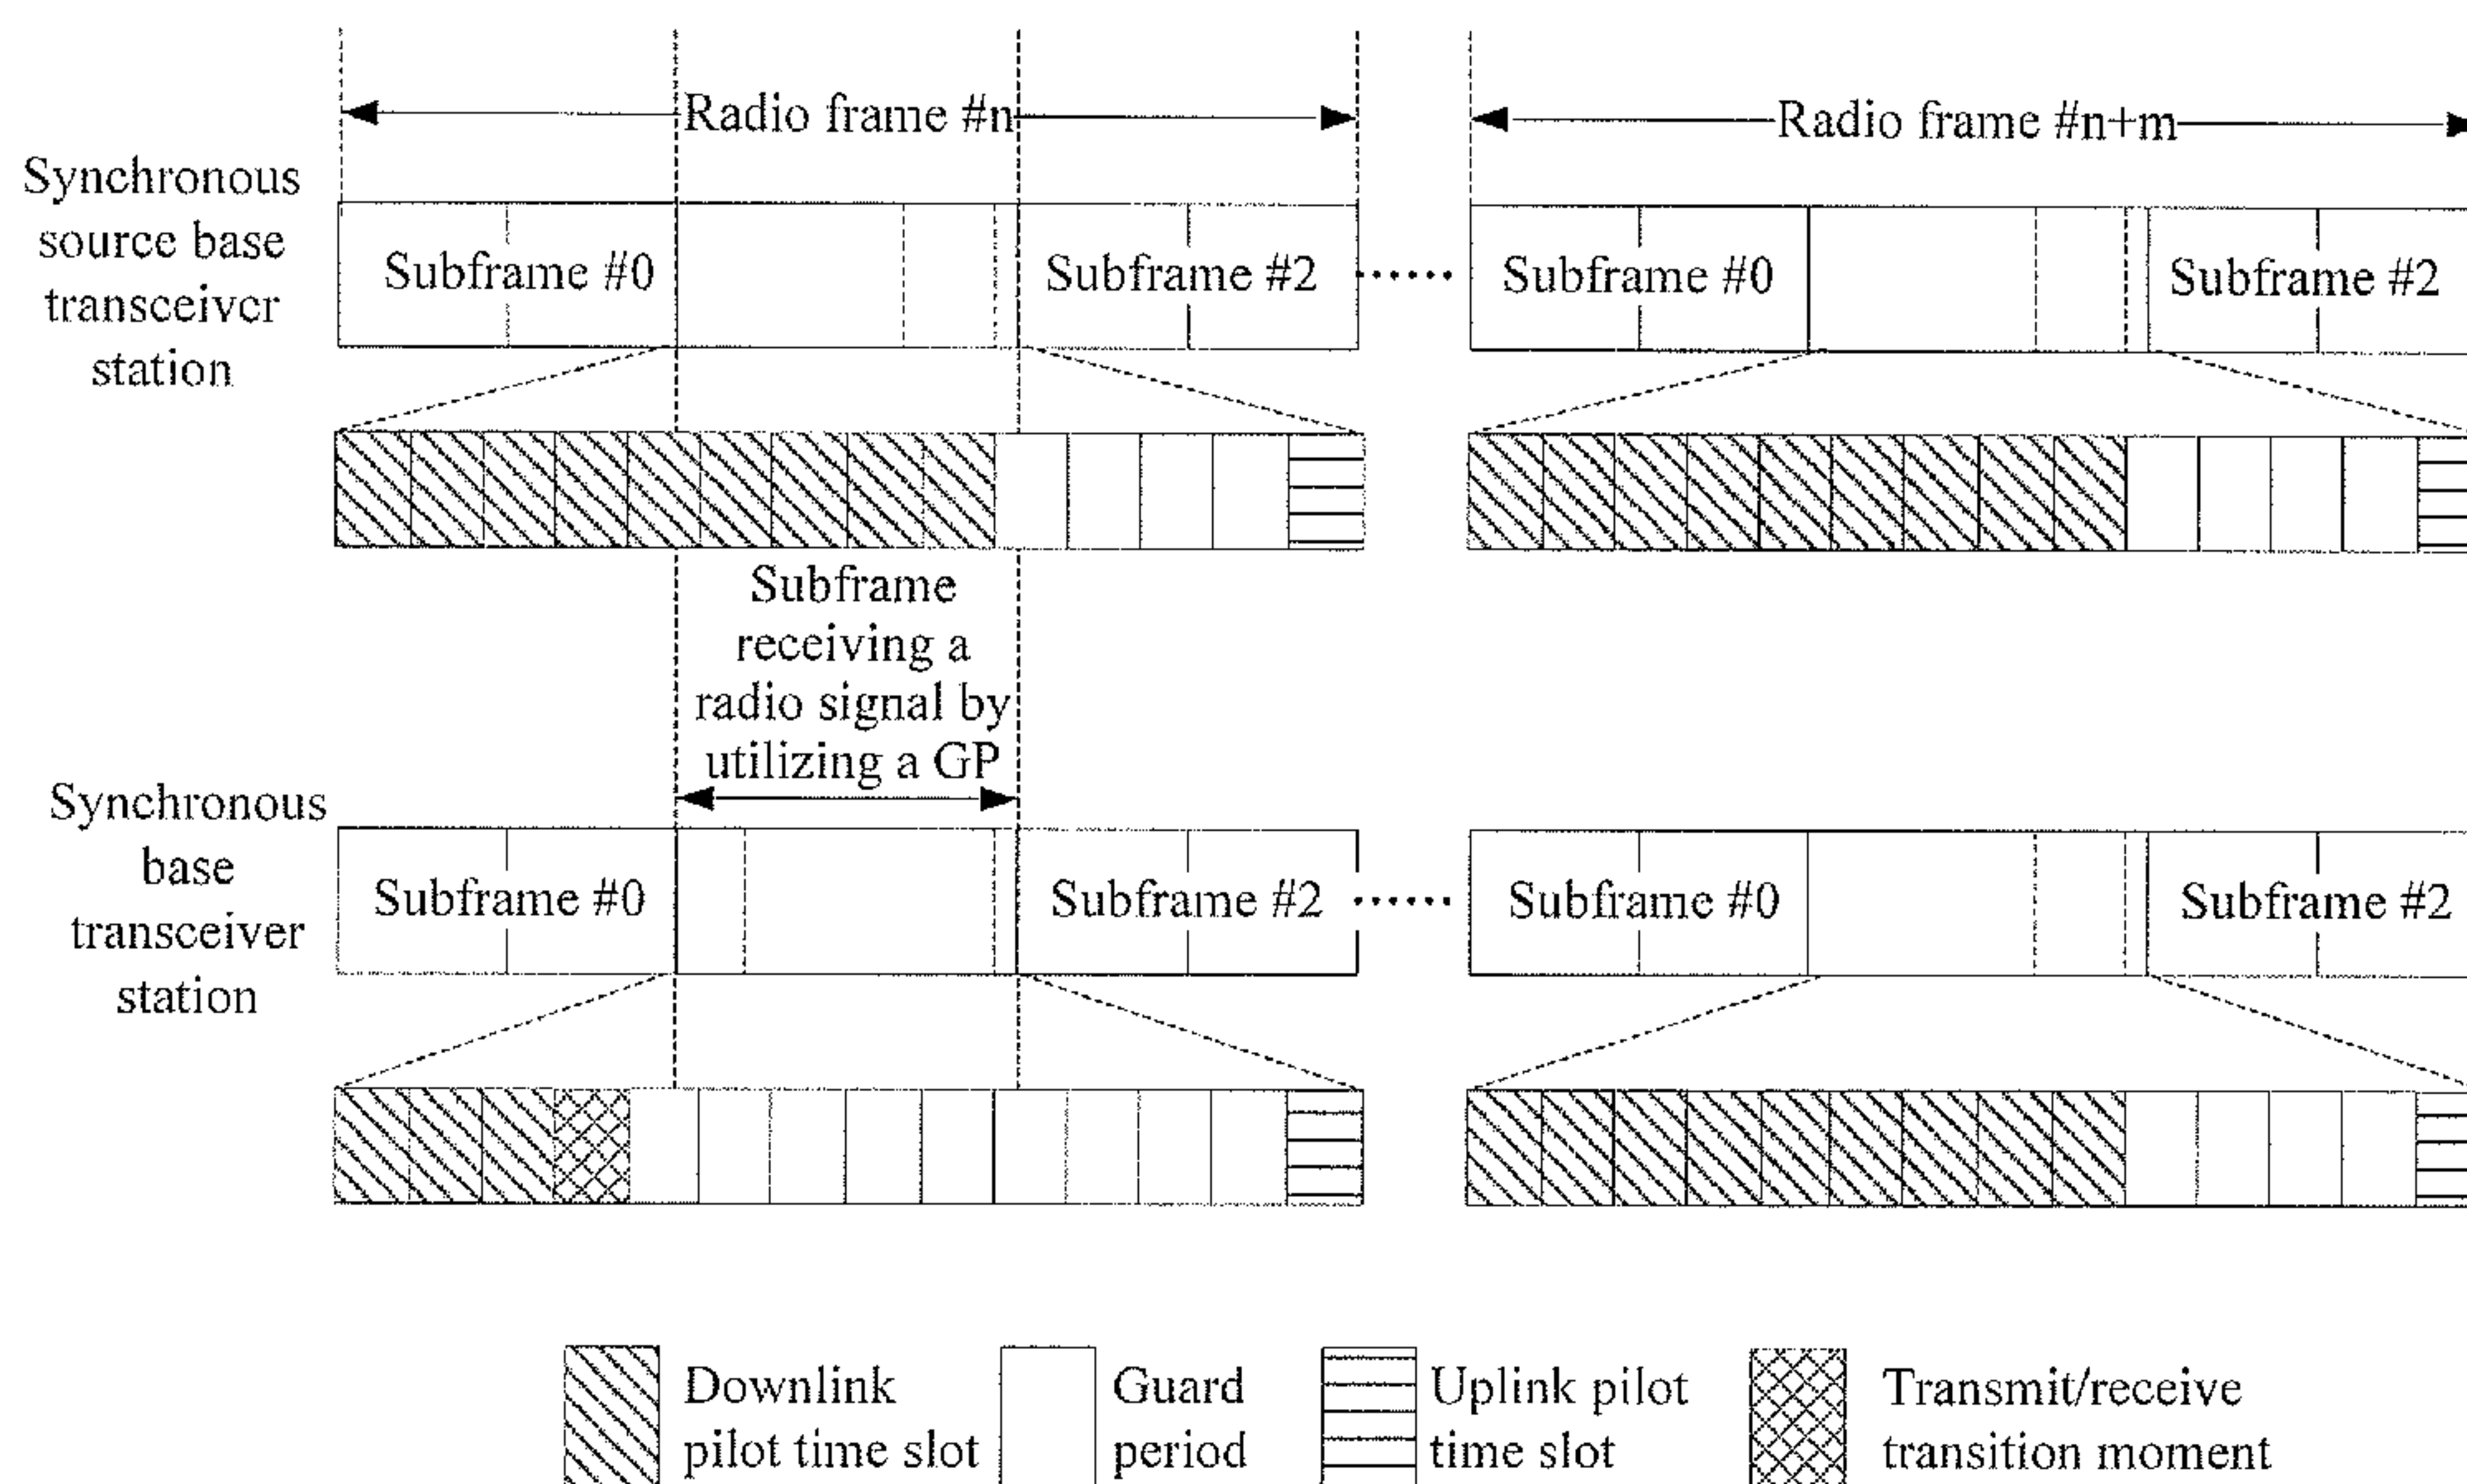 Radio frame #n
Radio frame #n+m
Synchronous
source base
transceiver
station
Subframe #0
Subframe #2
......
Subframe #0
Subframe #2
Subframe
receiving a
radio signal by
utilizing a GP
Synchronous
base
transceiver
station
Subframe #0
Subframe #2
......
Subframe #0
Subframe #2
Downlink
pilot time slot
Guard
period
Uplink pilot
time slot
Transmit/receive
transition moment